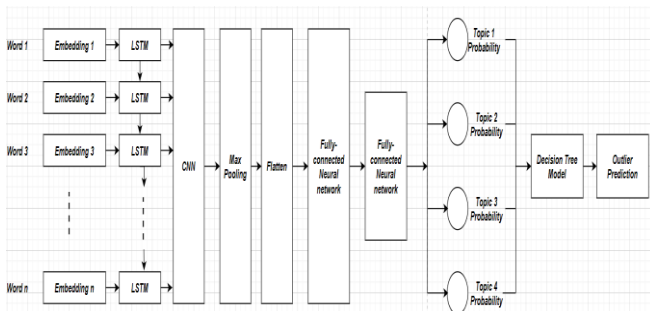 Word 1
Embedding 1
LSTM
Word 2
Embedding 2
LSTM
Word 3
Embedding 3
LSTM
Word n
Embedding n
LSTM
CNN
Max
Pooling
Flatten
Fully-
connected
Neural
network
Fully-
connected
Neural
network
Topic 1
Probability
Topic 2
Probability
Topic 3
Probability
Topic 4
Probability
Decision Tree
Model
Outlier
Prediction